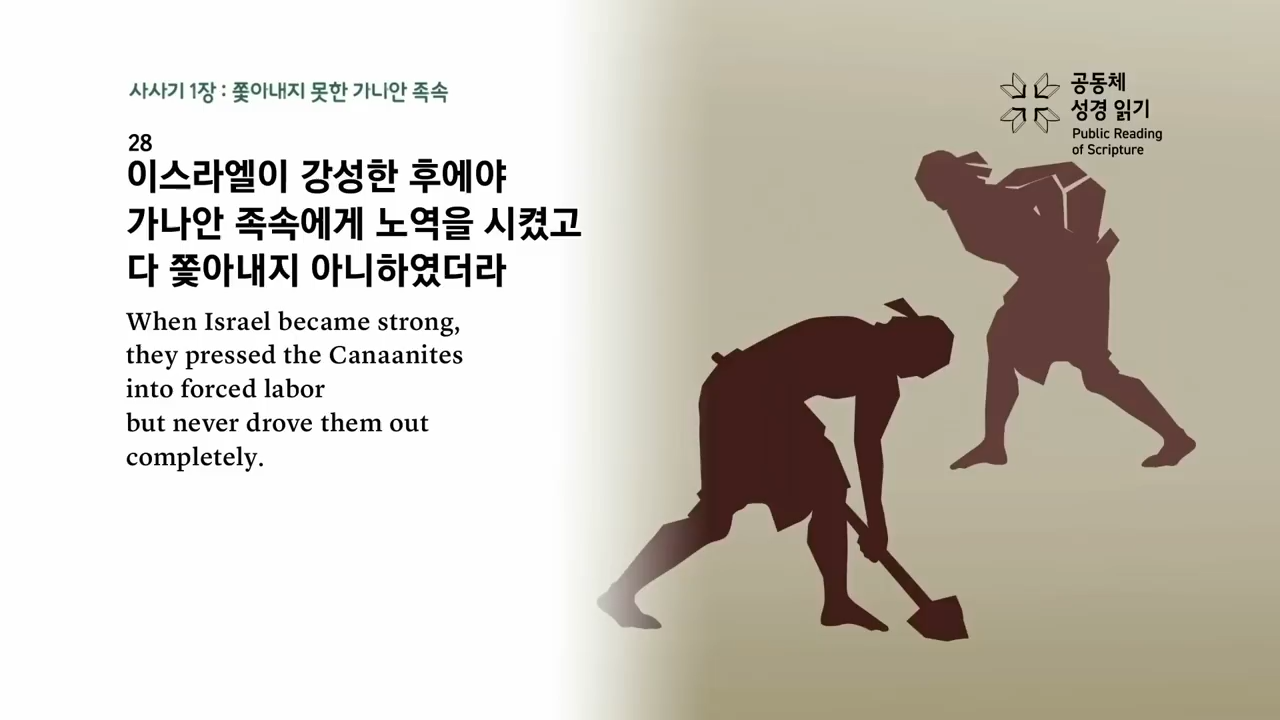 사사기 1장 : 쫓아내지 못한 가나안 족속
28
이스라엘이 강성한 후에야
가나안 족속에게 노역을 시켰고
다 쫓아내지 아니하였더라
When Israel became strong,
they pressed the Canaanites
into forced labor
but never drove them out
completely.
공동체
성경 읽기
Public Reading
of Scripture